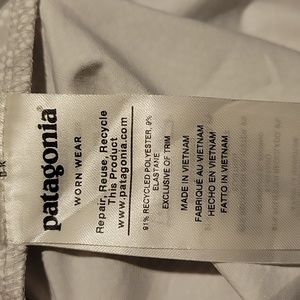 patagonia
WORN WEAR
Repair, Reuse, Recycle
This Product
www.patagonia.com
91% RECYCLED POLYESTER, 9%
ELASTANE
EXCLUSIVE OF TRIM
MADE IN VIETNAM
FABRIQUÉ AU VIETNAM
HECHO EN VIETNAM
FATTO IN VIETNAM